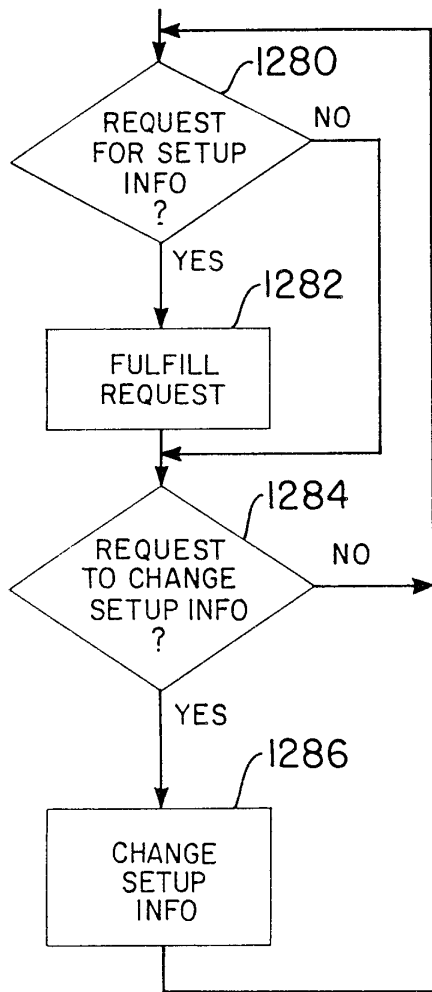 1280
REQUEST
FOR SETUP
INFO
?
NO
YES
1282
FULFILL
REQUEST
1284
REQUEST
TO CHANGE
SETUP INFO
?
NO
YES
1286
CHANGE
SETUP
INFO